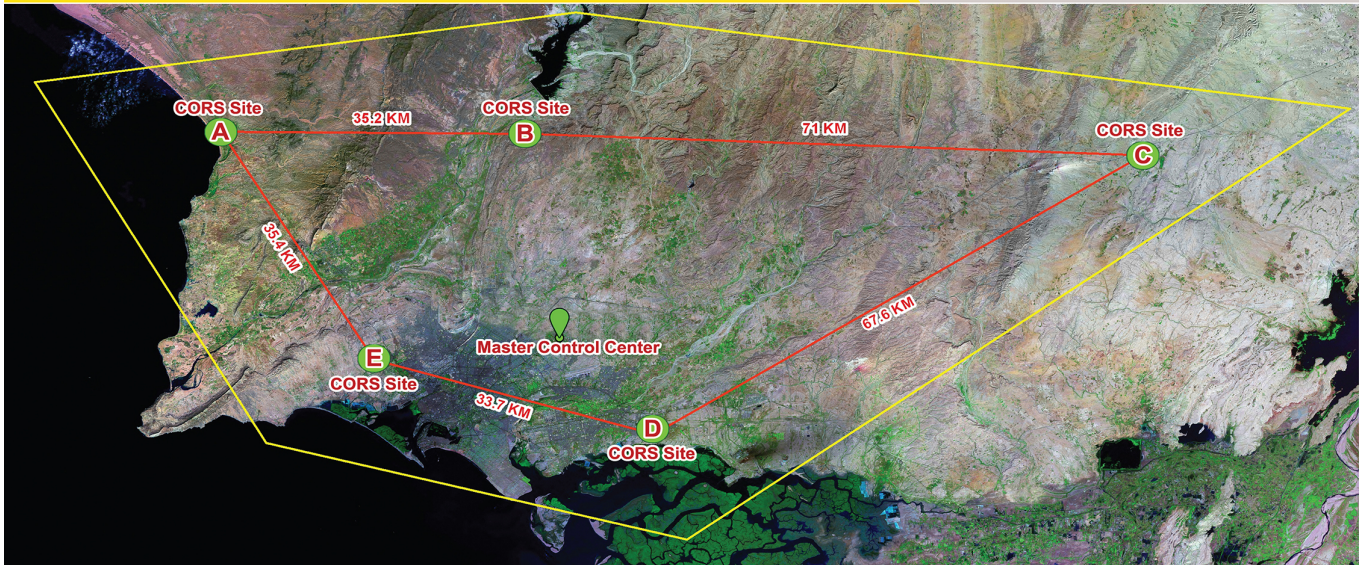 CORS Site
A
35.2 KM
CORS Site
B
71 KM
CORS Site
C
35.4 KM
67.6 KM
Master Control Center
E
CORS Site
33.7 KM
D
CORS Site